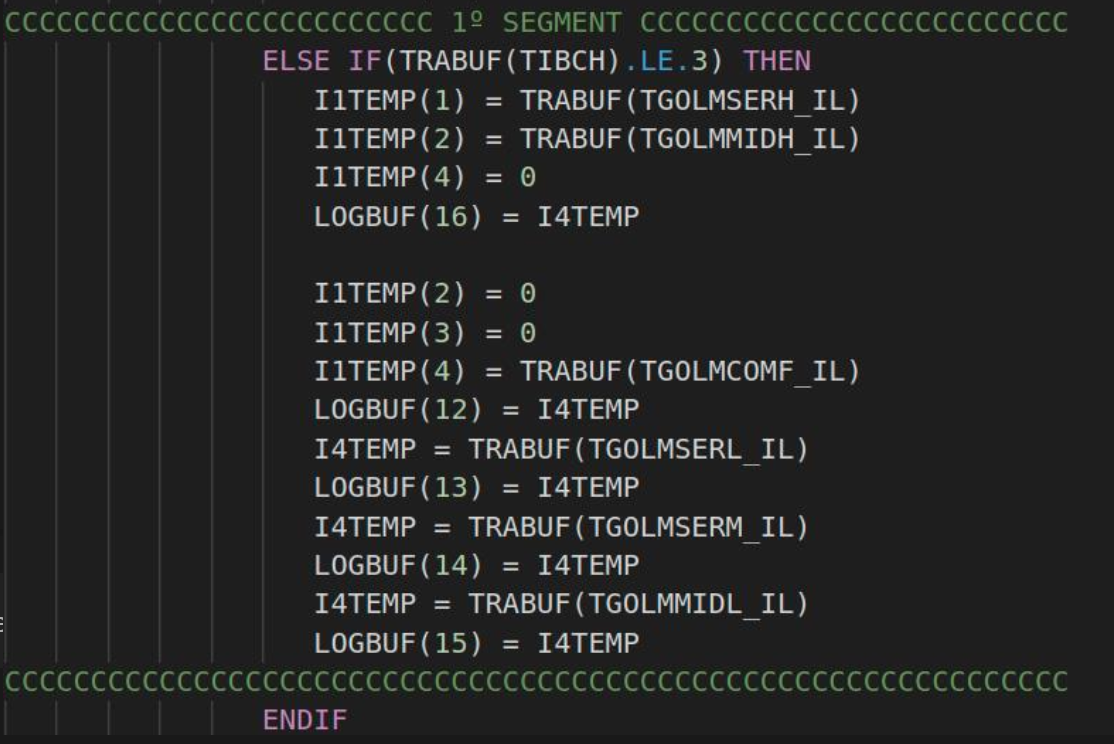 CCCCCCCCCCCCCCCCCCCCCCCCC 1º SEGMENT CCCCCCCCCCCCCCCCCCCCCCCCC
ELSE IF(TRABUF(TIBCH).LE.3) THEN
I1TEMP(1) = TRABUF(TGOLMSERH_IL)
I1TEMP(2) = TRABUF(TGOLMMIDH_IL)
I1TEMP(4) = 0
LOGBUF(16) = I4TEMP
I1TEMP(2) = 0
I1TEMP(3) = 0
I1TEMP(4) = TRABUF(TGOLMCOMF_IL)
LOGBUF(12) = I4TEMP
I4TEMP = TRABUF(TGOLMSERL_IL)
LOGBUF(13) = I4TEMP
I4TEMP = TRABUF(TGOLMSERM_IL)
LOGBUF(14) = I4TEMP
I4TEMP = TRABUF(TGOLMMIDL_IL)
LOGBUF(15) = I4TEMP
CCCCCCCCCCCCCCCCCCCCCCCCCCCCCCCCCCCCCCCCCCCCCCCCCCCCCCCCCCCCCC
ENDIF